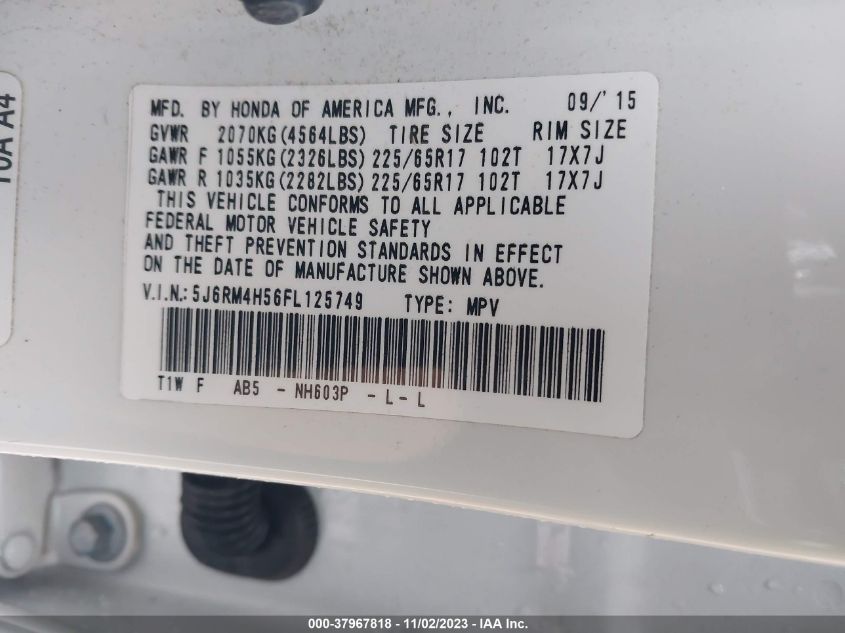 MFD. BY HONDA OF AMERICA MFG., INC. 09/'15
GVWR 2070KG(4564LBS) TIRE SIZE RIM SIZE
GAWR F 1055KG(2326LBS) 225/65R17 102T 17X7J
GAWR R 1035KG(2282LBS) 225/65R17 102T 17X7J
THIS VEHICLE CONFORMS TO ALL APPLICABLE
FEDERAL MOTOR VEHICLE SAFETY
AND THEFT PREVENTION STANDARDS IN EFFECT
ON THE DATE OF MANUFACTURE SHOWN ABOVE.
V.I.N.: 5J6RM4H56FL125749 TYPE: MPV
T1W F AB5 - NH603P - L - L
10A A4
000-37967818 - 11/02/2023 - IAA Inc.